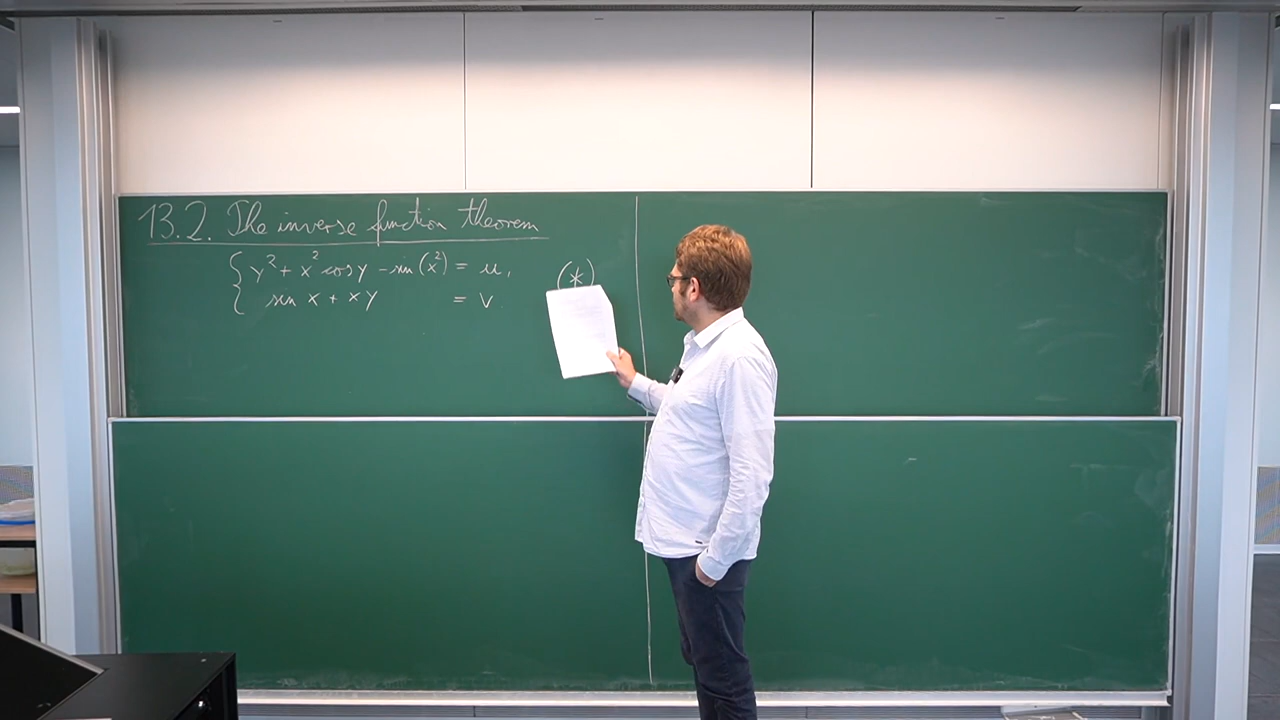 13.2. The inverse function theorem
{ y² + x² cos y - sin (x²) = u, (*)
sin x + xy = v.